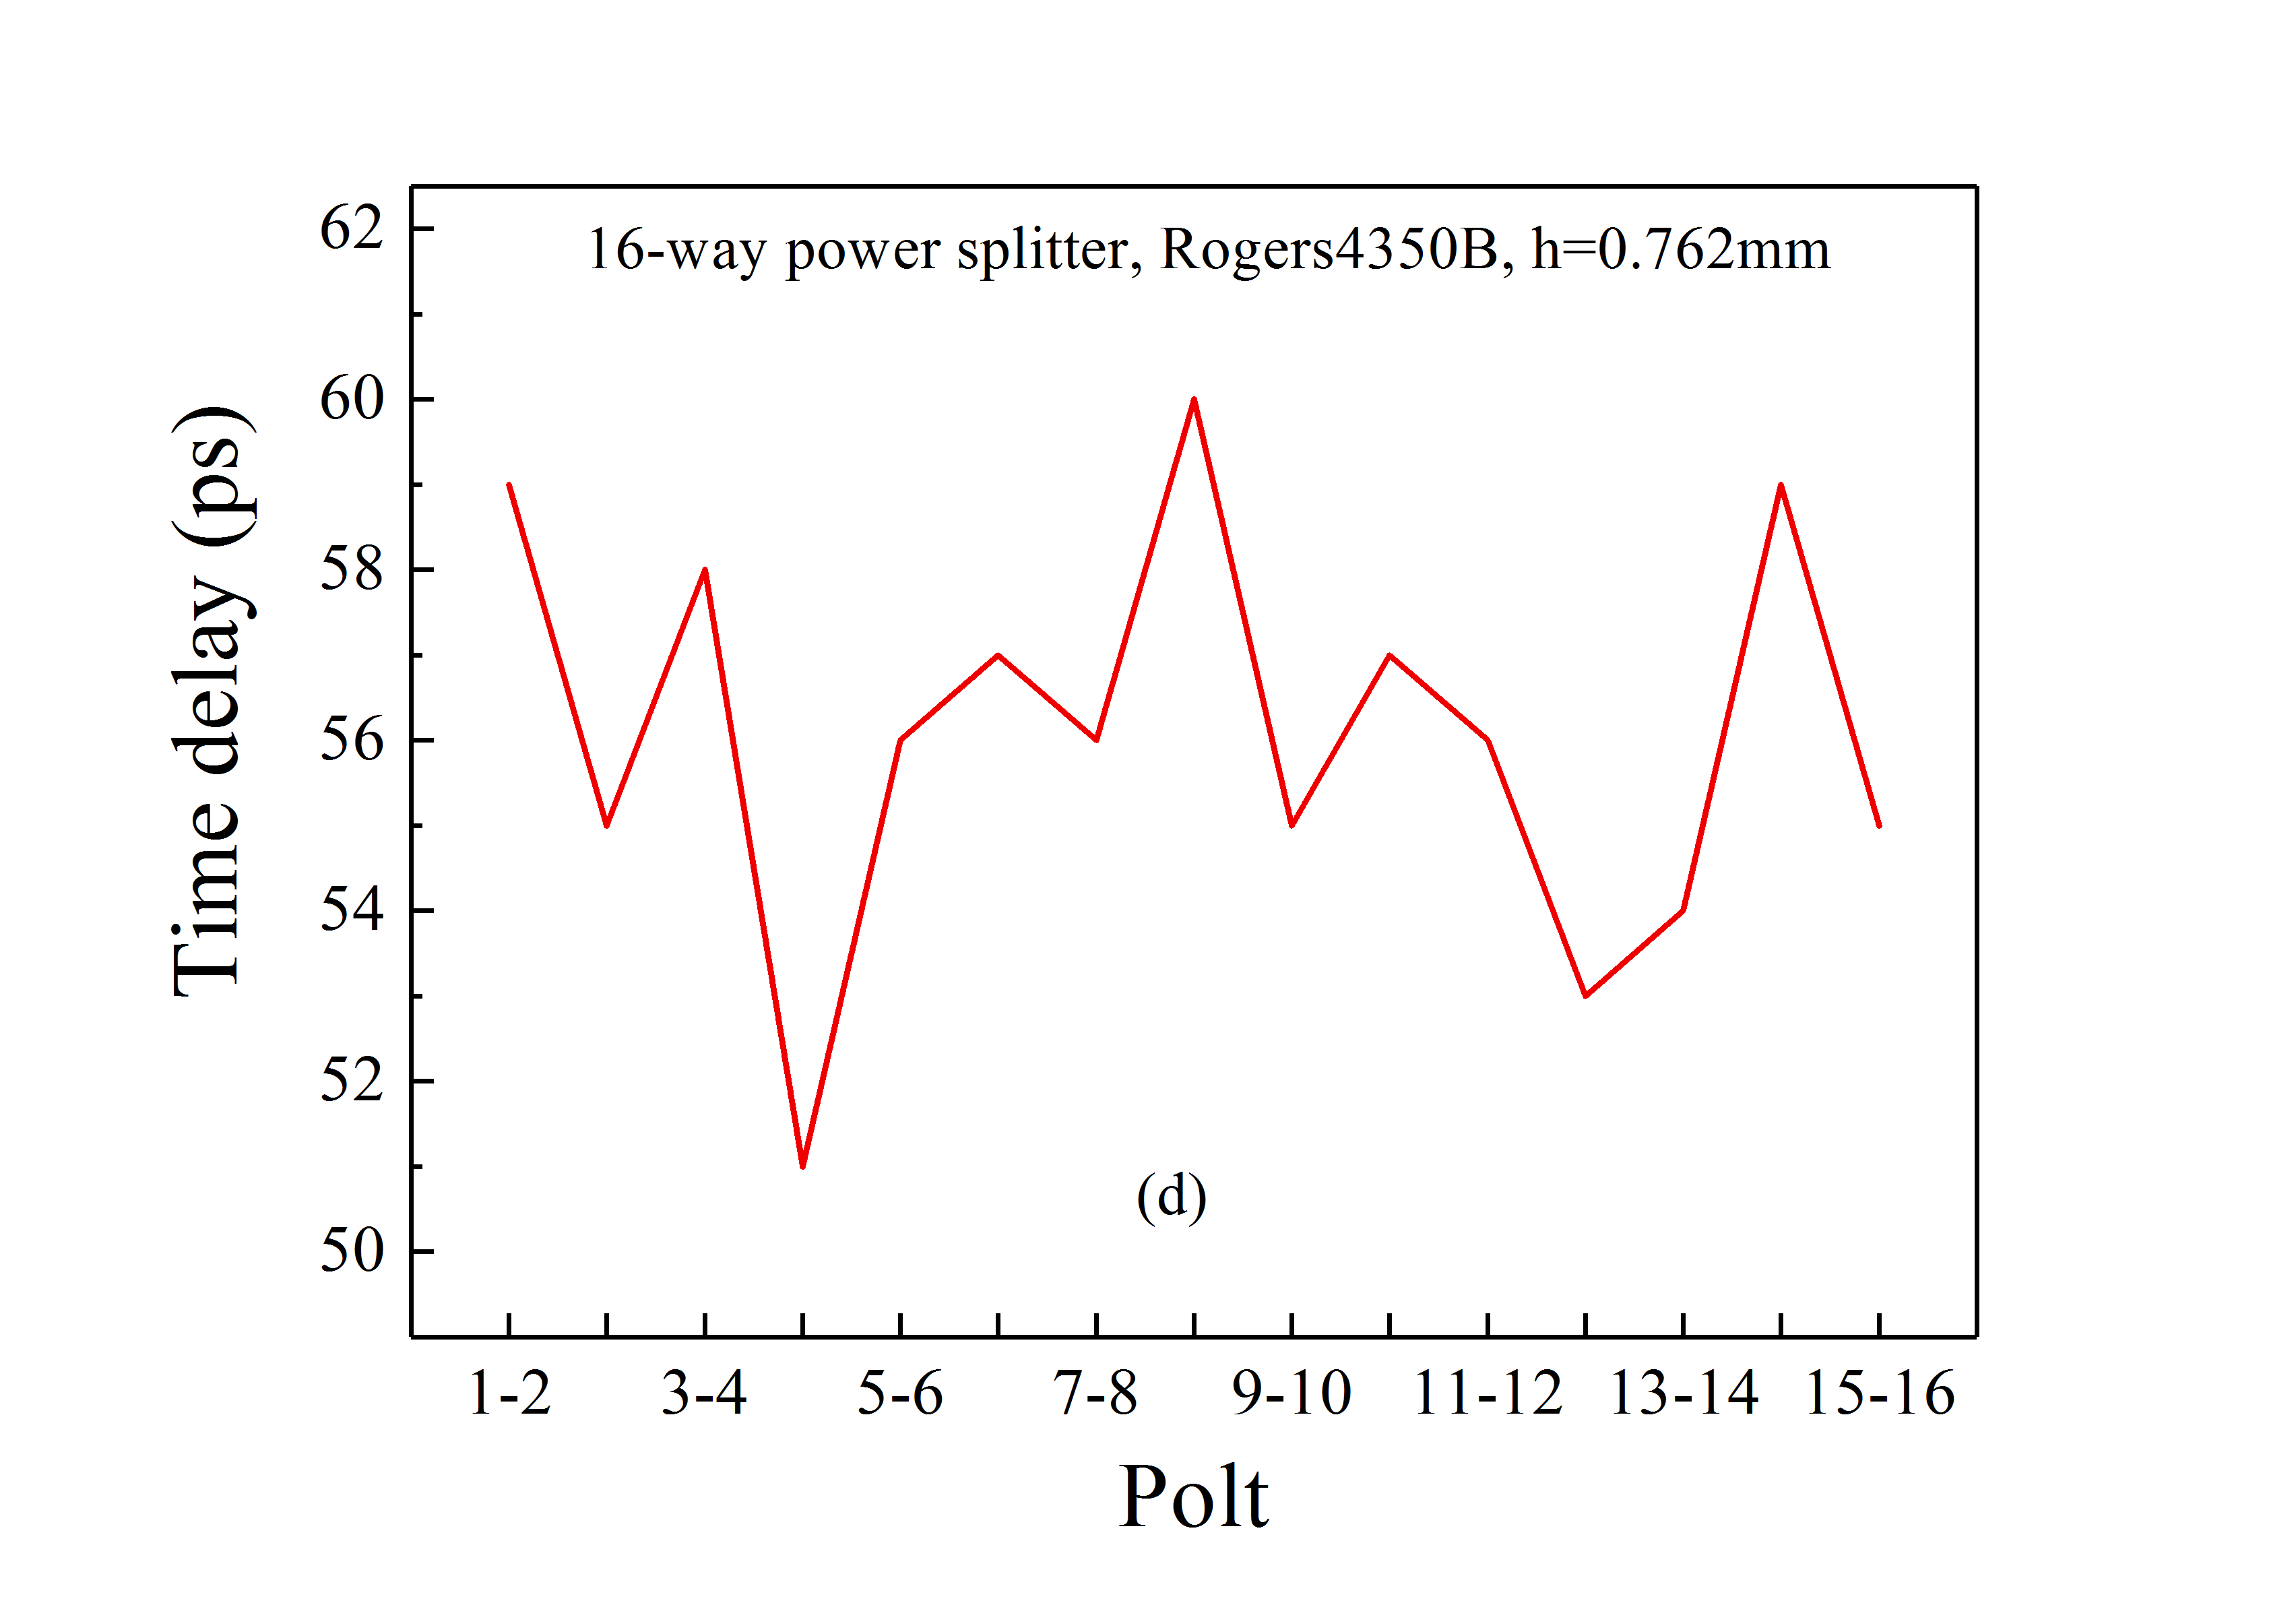 16-way power splitter, Rogers4350B, h=0.762mm
Time delay (ps)
62
60
58
56
54
52
50
(d)
1-2 3-4 5-6 7-8 9-10 11-12 13-14 15-16
Polt